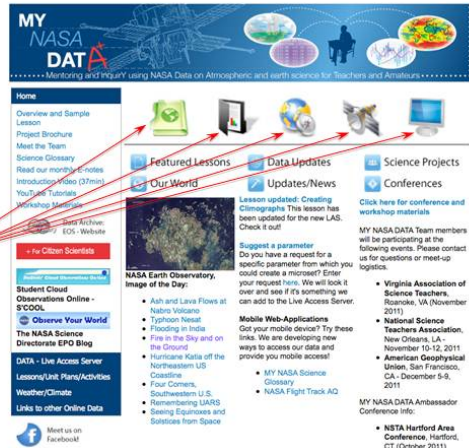 MY
NASA
DATA
Mentoring and inquirY using NASA Data on Atmospheric and earth science for Teachers and Amateurs
Home
Overview and Sample
Lesson
Project Brochure
Meet the Team
Science Glossary
Read our monthly E-notes
Introduction Video (37min)
YouTube Tutorials
Workshop Materials
Data Archive:
EOS - Website
+ For Citizen Scientists
Student Cloud Observations Online
Student Cloud
Observations Online -
S'COOL
Observe Your World
The NASA Science
Directorate EPO Blog
DATA - Live Access Server
Lessons/Unit Plans/Activities
Weather/Climate
Links to other Online Data
Meet us on
Facebook!
Featured Lessons
Our World
NASA Earth Observatory,
Image of the Day:
Ash and Lava Flows at
Nabro Volcano
Typhoon Nesat
Flooding in India
Fire in the Sky and on
the Ground
Hurricane Katia off the
Northeastern US
Coastline
Four Corners,
Southwestern U.S.
Remembering UARS
Seeing Equinoxes and
Solstices from Space
Data Updates
Updates/News
Lesson updated: Creating
Climographs This lesson has
been updated for the new LAS.
Check it out!
Suggest a parameter
Do you have a request for a
specific parameter from which you
could create a microset? Enter
your request here. We will look it
over and see if it's something we
can add to the Live Access Server.
Mobile Web-Applications
Got your mobile device? Try these
links. We are developing new
ways to access our data and
provide you mobile access!
MY NASA Science
Glossary
NASA Flight Track AQ
Science Projects
Conferences
Click here for conference and
workshop materials
MY NASA DATA Team members
will be participating at the
following events. Please contact
us for questions or meet-up
logistics.
Virginia Association of
Science Teachers,
Roanoke, VA (November
2011)
National Science
Teachers Association,
New Orleans, LA -
November 10-12, 2011
American Geophysical
Union, San Francisco,
CA - December 5-9,
2011
MY NASA DATA Ambassador
Conference Info:
NSTA Hartford Area
Conference, Hartford,
CT (October 2011)